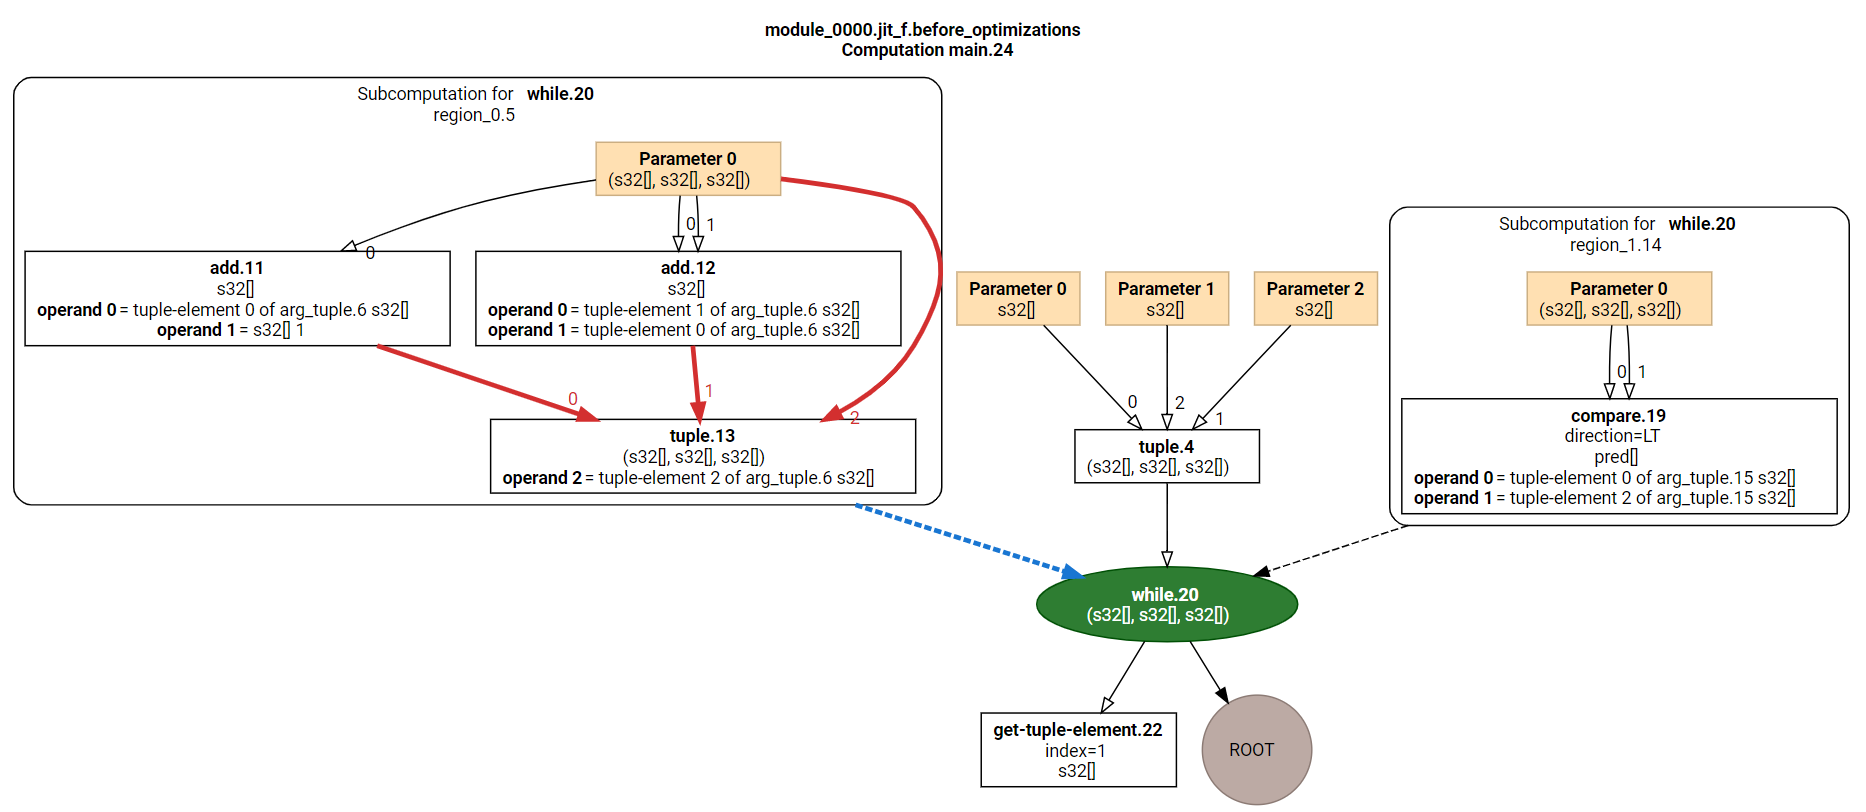 module_0000.jit_f.before_optimizations
Computation main.24
Subcomputation for while.20
region_0.5
Parameter 0
(s32[], s32[], s32[])
0
1
0
add.11
s32[]
operand 0 = tuple-element 0 of arg_tuple.6 s32[]
operand 1 = s32[] 1
add.12
s32[]
operand 0 = tuple-element 1 of arg_tuple.6 s32[]
operand 1 = tuple-element 0 of arg_tuple.6 s32[]
0
1
2
tuple.13
(s32[], s32[], s32[])
operand 2 = tuple-element 2 of arg_tuple.6 s32[]
Parameter 0
s32[]
Parameter 1
s32[]
Parameter 2
s32[]
0
2
1
tuple.4
(s32[], s32[], s32[])
Subcomputation for while.20
region_1.14
Parameter 0
(s32[], s32[], s32[])
0
1
compare.19
direction=LT
pred[]
operand 0 = tuple-element 0 of arg_tuple.15 s32[]
operand 1 = tuple-element 2 of arg_tuple.15 s32[]
while.20
(s32[], s32[], s32[])
get-tuple-element.22
index=1
s32[]
ROOT